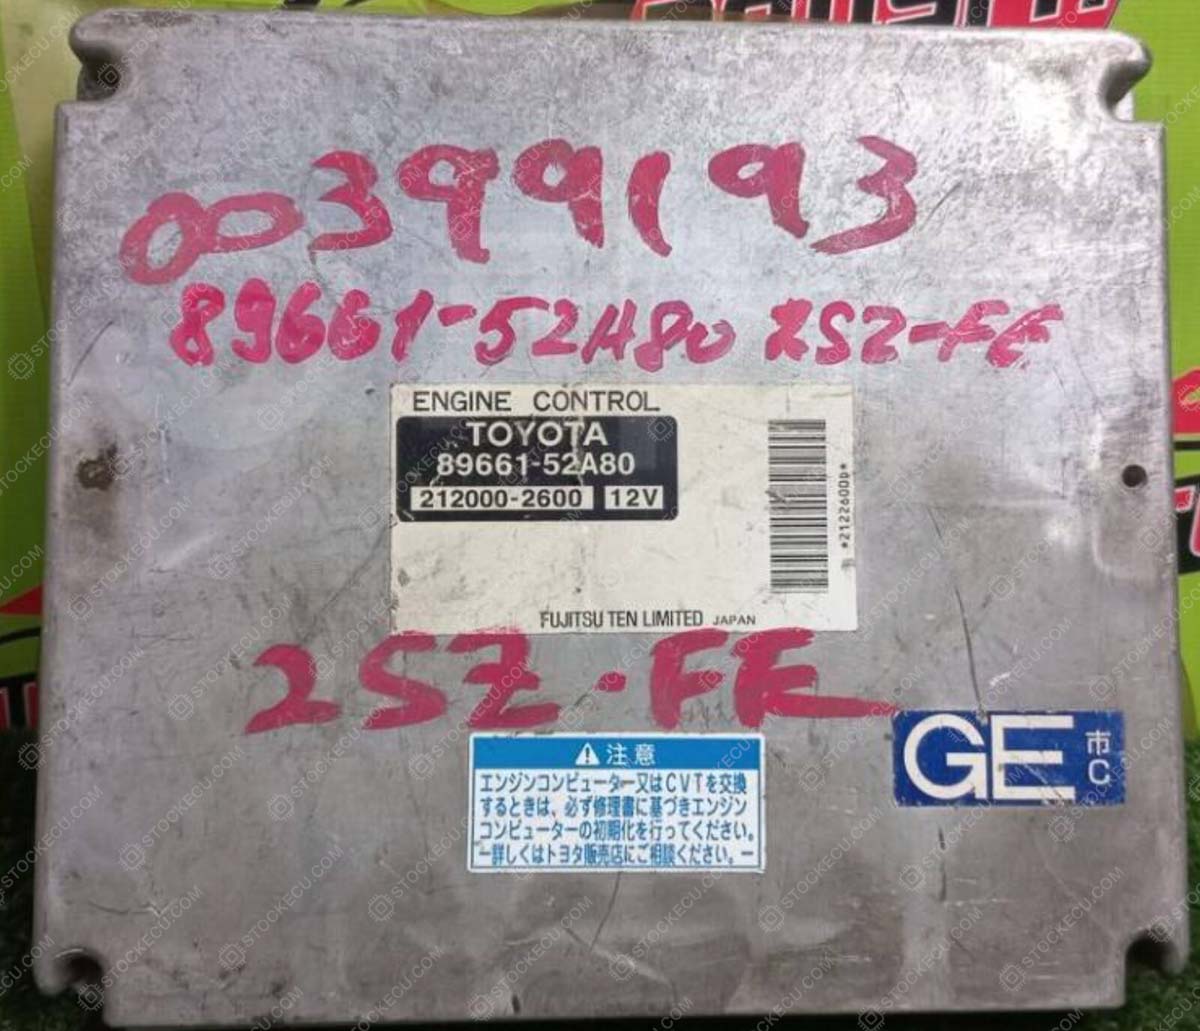 00399193
89661-52A80 2SZ-FE
ENGINE CONTROL
TOYOTA
89661-52A80
212000-2600 12V
*2122600b*
FUJITSU TEN LIMITED JAPAN
2SZ-FE
GE 市C
⚠注意
エンジンコンピューター又はCVTを交換
するときは、必ず修理書に基づきエンジン
コンピューターの初期化を行ってください。
ー詳しくはトヨタ販売店にご相談ください。ー
STOCKECU.COM